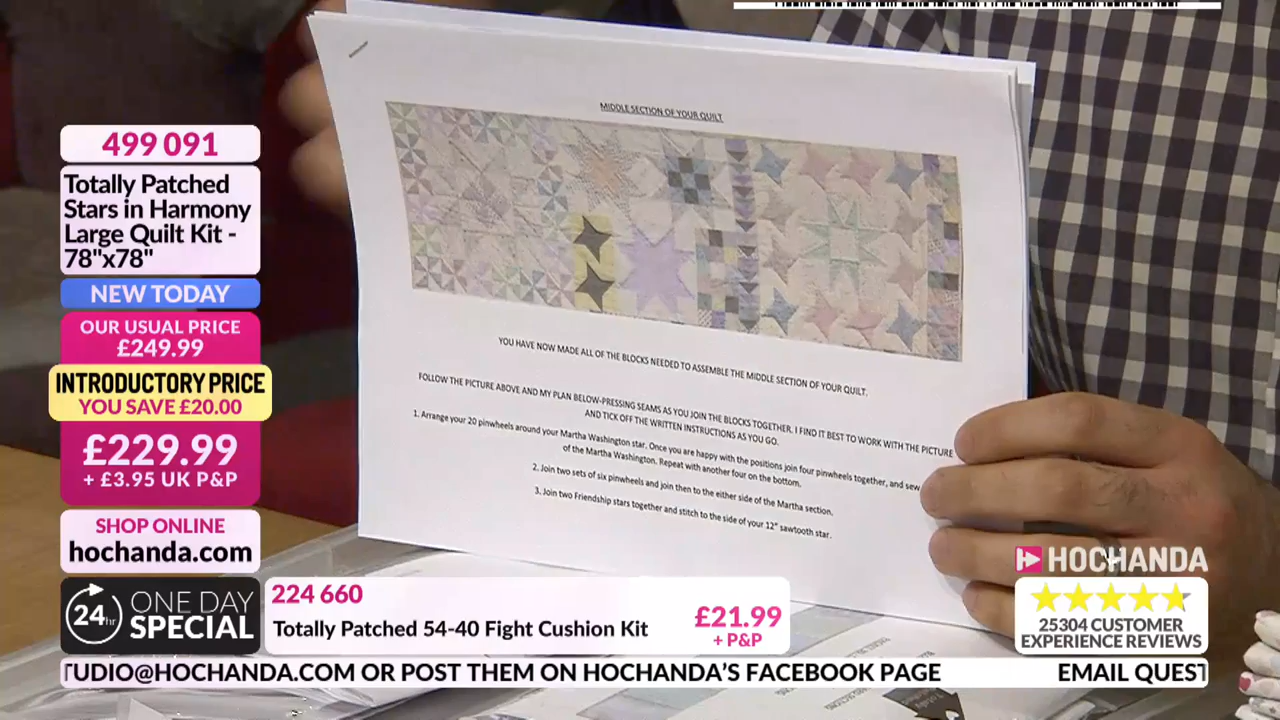 499 091
Totally Patched
Stars in Harmony
Large Quilt Kit -
78"x78"
NEW TODAY
OUR USUAL PRICE
£249.99
INTRODUCTORY PRICE
YOU SAVE £20.00
£229.99
+ £3.95 UK P&P
SHOP ONLINE
hochanda.com
24hr
ONE DAY
SPECIAL
MIDDLE SECTION OF YOUR QUILT
YOU HAVE NOW MADE ALL OF THE BLOCKS NEEDED TO ASSEMBLE THE MIDDLE SECTION OF YOUR QUILT.
FOLLOW THE PICTURE ABOVE AND MY PLAN BELOW-PRESSING SEAMS AS YOU JOIN THE BLOCKS TOGETHER. I FIND IT BEST TO WORK WITH THE PICTURE
AND TICK OFF THE WRITTEN INSTRUCTIONS AS YOU GO.
1. Arrange your 20 pinwheels around your Martha Washington star. Once you are happy with the positions join four pinwheels together, and sew
of the Martha Washington. Repeat with another four on the bottom.
2. Join two sets of six pinwheels and join then to the either side of the Martha section.
3. Join two Friendship stars together and stitch to the side of your 12" sawtooth star.
224 660
Totally Patched 54-40 Fight Cushion Kit
£21.99
+ P&P
HOCHANDA
25304 CUSTOMER
EXPERIENCE REVIEWS
TUDIO@HOCHANDA.COM OR POST THEM ON HOCHANDA'S FACEBOOK PAGE EMAIL QUEST